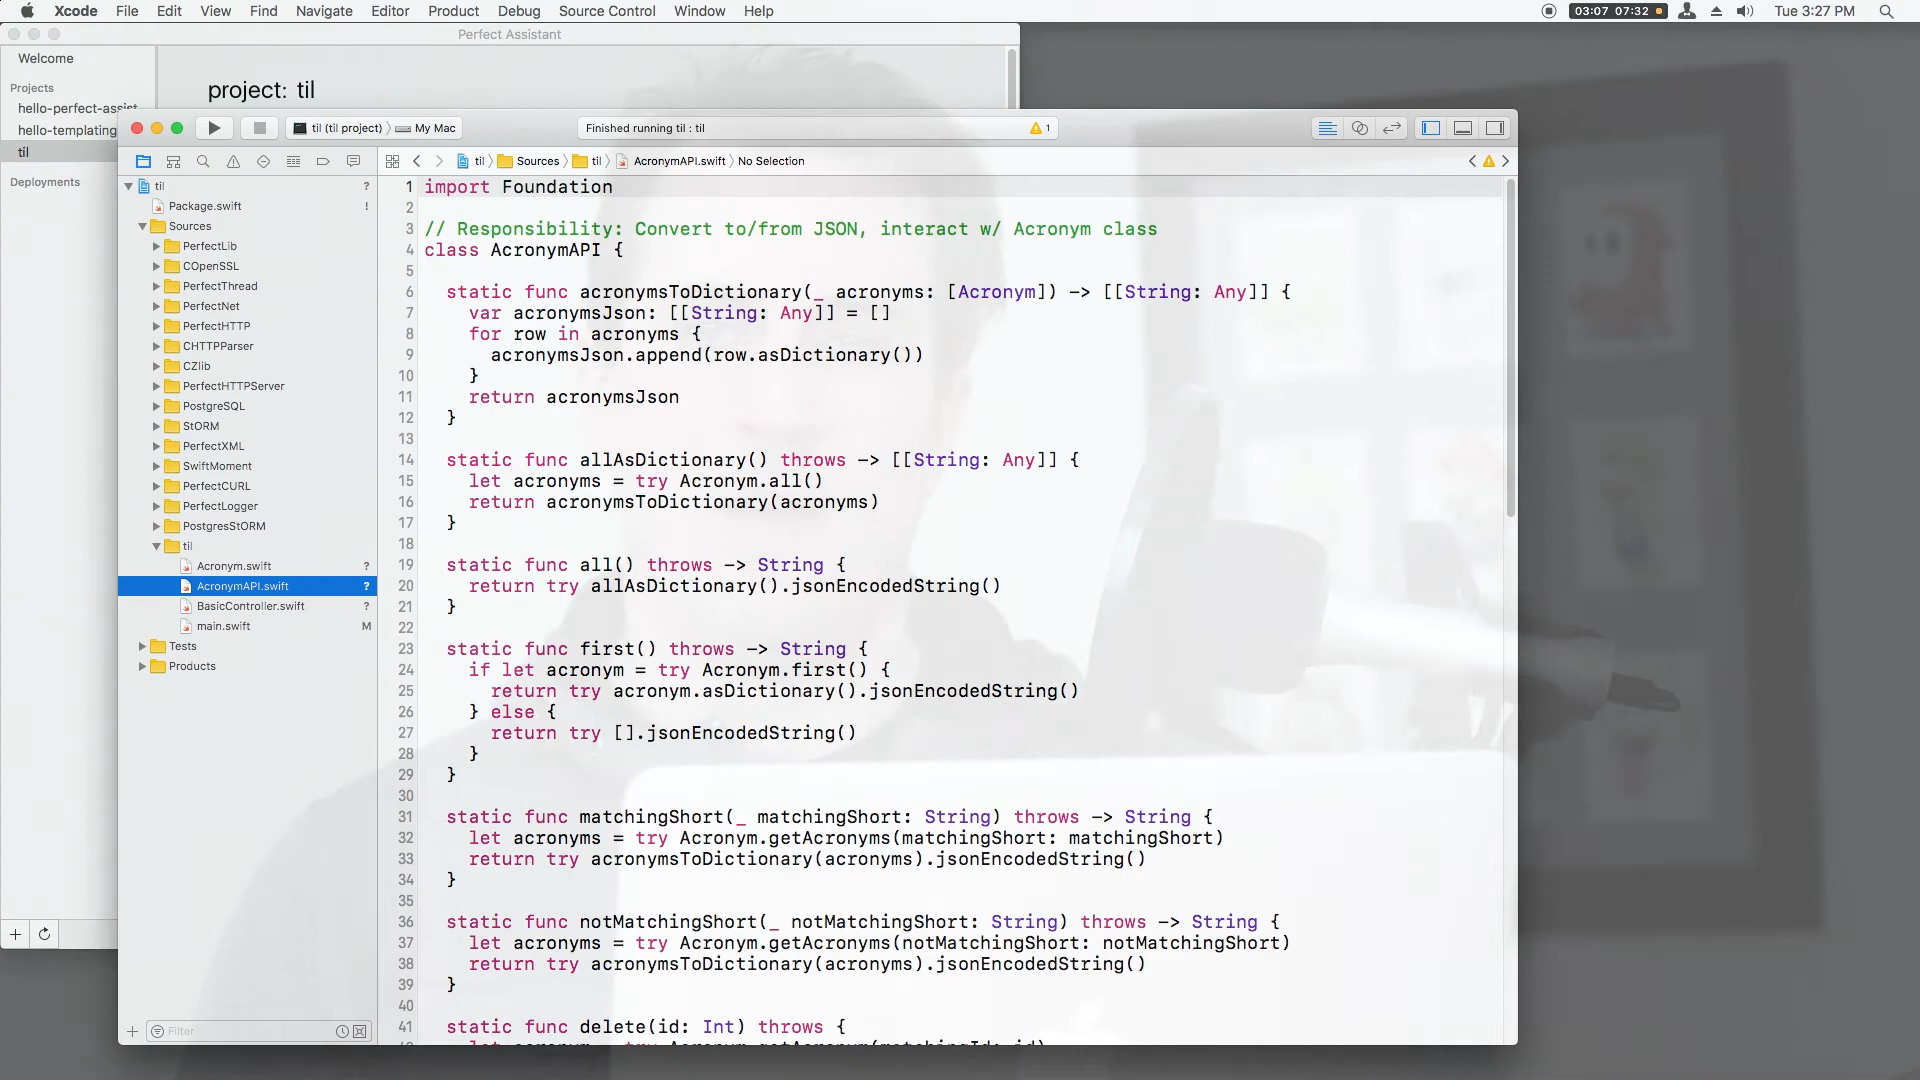 Xcode File Edit View Find Navigate Editor Product Debug Source Control Window Help 03:07 07:32 Tue 3:27 PM
Perfect Assistant
Welcome
Projects
hello-perfect-assist
hello-templating
til
Deployments
project: til
til (til project) My Mac
Finished running til : til
1
til Sources til AcronymAPI.swift No Selection
til ?
Package.swift !
Sources
PerfectLib
COpenSSL
PerfectThread
PerfectNet
PerfectHTTP
CHTTPParser
CZlib
PerfectHTTPServer
PostgreSQL
StORM
PerfectXML
SwiftMoment
PerfectCURL
PerfectLogger
PostgresStORM
til
Acronym.swift ?
AcronymAPI.swift ?
BasicController.swift ?
main.swift M
Tests
Products
Filter
1 import Foundation
2
3 // Responsibility: Convert to/from JSON, interact w/ Acronym class
4 class AcronymAPI {
5
6 static func acronymsToDictionary(_ acronyms: [Acronym]) -> [[String: Any]] {
7 var acronymsJson: [[String: Any]] = []
8 for row in acronyms {
9 acronymsJson.append(row.asDictionary())
10 }
11 return acronymsJson
12 }
13
14 static func allAsDictionary() throws -> [[String: Any]] {
15 let acronyms = try Acronym.all()
16 return acronymsToDictionary(acronyms)
17 }
18
19 static func all() throws -> String {
20 return try allAsDictionary().jsonEncodedString()
21 }
22
23 static func first() throws -> String {
24 if let acronym = try Acronym.first() {
25 return try acronym.asDictionary().jsonEncodedString()
26 } else {
27 return try [].jsonEncodedString()
28 }
29 }
30
31 static func matchingShort(_ matchingShort: String) throws -> String {
32 let acronyms = try Acronym.getAcronyms(matchingShort: matchingShort)
33 return try acronymsToDictionary(acronyms).jsonEncodedString()
34 }
35
36 static func notMatchingShort(_ notMatchingShort: String) throws -> String {
37 let acronyms = try Acronym.getAcronyms(notMatchingShort: notMatchingShort)
38 return try acronymsToDictionary(acronyms).jsonEncodedString()
39 }
40
41 static func delete(id: Int) throws {